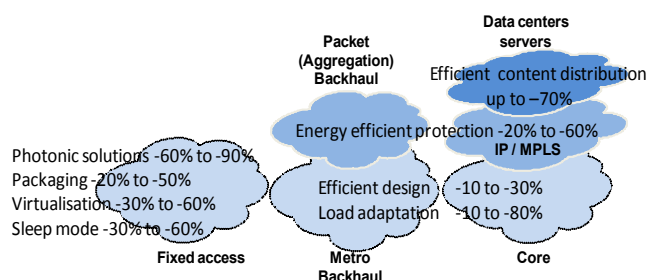 Data centers
servers
Packet
(Aggregation)
Backhaul
Efficient content distribution
up to –70%
Energy efficient protection -20% to -60%
IP / MPLS
Photonic solutions -60% to -90%
Packaging -20% to -50%
Virtualisation -30% to -60%
Sleep mode -30% to -60%
Efficient design -10 to -30%
Load adaptation -10 to -80%
Fixed access
Metro
Backhaul
Core